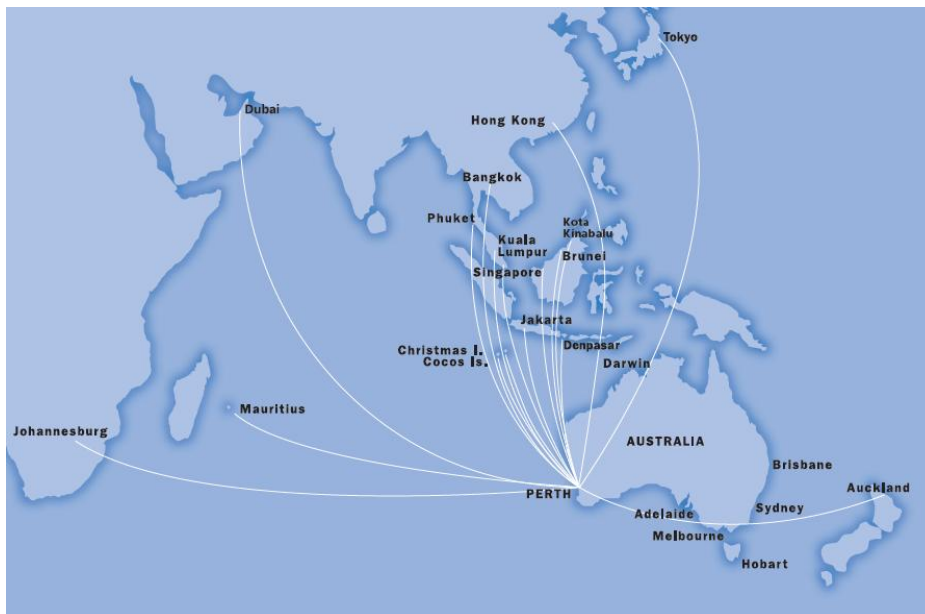 Tokyo
Dubai
Hong Kong
Bangkok
Phuket
Kota
Kinabalu
Kuala
Lumpur
Brunei
Singapore
Jakarta
Denpasar
Christmas I.
Cocos Is.
Darwin
Mauritius
Johannesburg
AUSTRALIA
Brisbane
PERTH
Auckland
Adelaide
Sydney
Melbourne
Hobart